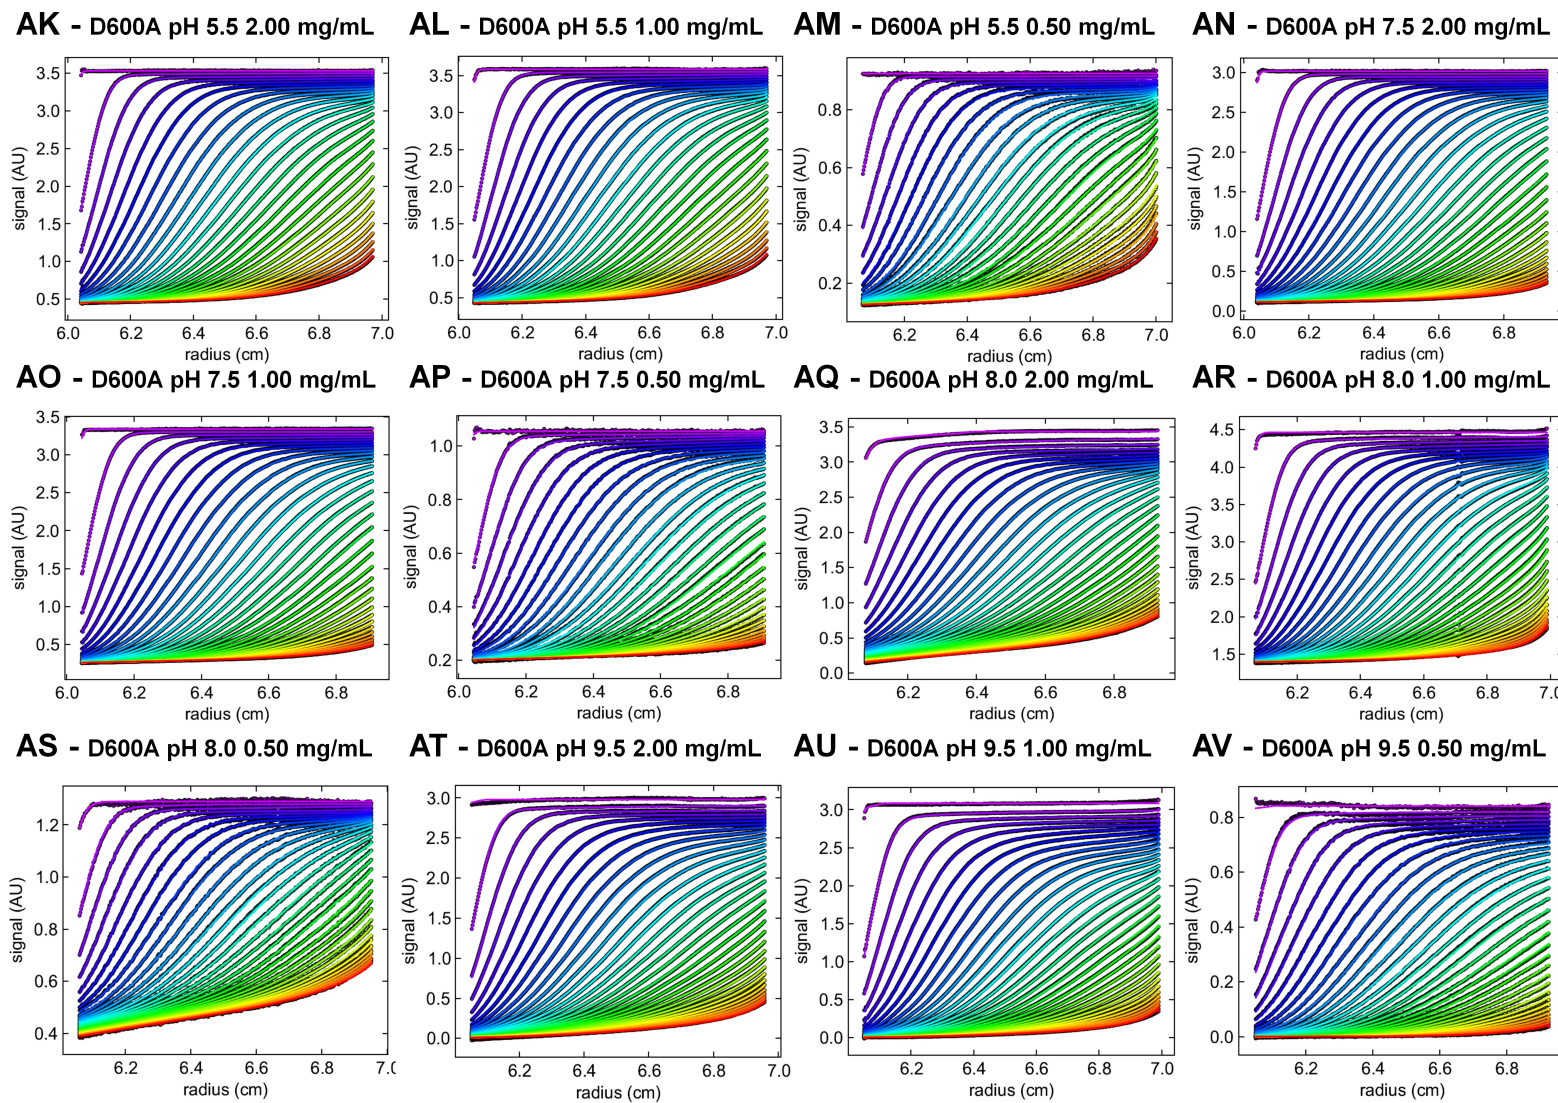 AK - D600A pH 5.5 2.00 mg/mL
AL - D600A pH 5.5 1.00 mg/mL
AM - D600A pH 5.5 0.50 mg/mL
AN - D600A pH 7.5 2.00 mg/mL
signal (AU)
3.5
3.0
2.5
2.0
1.5
1.0
0.5
6.0 6.2 6.4 6.6 6.8 7.0
radius (cm)
signal (AU)
3.5
3.0
2.5
2.0
1.5
1.0
0.5
6.0 6.2 6.4 6.6 6.8 7.0
radius (cm)
signal (AU)
0.8
0.6
0.4
0.2
6.2 6.4 6.6 6.8 7.0
radius (cm)
signal (AU)
3.0
2.5
2.0
1.5
1.0
0.5
0.0
6.0 6.2 6.4 6.6 6.8
radius (cm)
AO - D600A pH 7.5 1.00 mg/mL
AP - D600A pH 7.5 0.50 mg/mL
AQ - D600A pH 8.0 2.00 mg/mL
AR - D600A pH 8.0 1.00 mg/mL
signal (AU)
3.5
3.0
2.5
2.0
1.5
1.0
0.5
6.0 6.2 6.4 6.6 6.8
radius (cm)
signal (AU)
1.0
0.8
0.6
0.4
0.2
6.0 6.2 6.4 6.6 6.8
radius (cm)
signal (AU)
3.5
3.0
2.5
2.0
1.5
1.0
0.5
0.0
6.2 6.4 6.6 6.8
radius (cm)
signal (AU)
4.5
4.0
3.5
3.0
2.5
2.0
1.5
6.2 6.4 6.6 6.8 7.0
radius (cm)
AS - D600A pH 8.0 0.50 mg/mL
AT - D600A pH 9.5 2.00 mg/mL
AU - D600A pH 9.5 1.00 mg/mL
AV - D600A pH 9.5 0.50 mg/mL
signal (AU)
1.2
1.0
0.8
0.6
0.4
6.2 6.4 6.6 6.8 7.0
radius (cm)
signal (AU)
3.0
2.5
2.0
1.5
1.0
0.5
0.0
6.2 6.4 6.6 6.8
radius (cm)
signal (AU)
3.0
2.5
2.0
1.5
1.0
0.5
0.0
6.2 6.4 6.6 6.8 7.0
radius (cm)
signal (AU)
0.8
0.6
0.4
0.2
0.0
6.2 6.4 6.6 6.8
radius (cm)